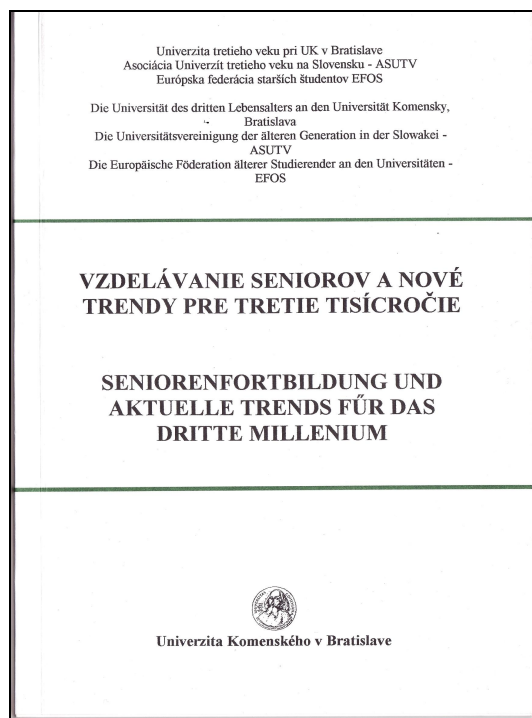 Univerzita tretieho veku pri UK v Bratislave
Asociácia Univerzít tretieho veku na Slovensku - ASUTV
Európska federácia starších študentov EFOS
Die Universität des dritten Lebensalters an den Universität Komensky,
Bratislava
Die Universitätsvereinigung der älteren Generation in der Slowakei -
ASUTV
Die Europäische Föderation älterer Studierender an den Universitäten -
EFOS
VZDELÁVANIE SENIOROV A NOVÉ
TRENDY PRE TRETIE TISÍCROČIE
SENIORENFORTBILDUNG UND
AKTUELLE TRENDS FŰR DAS
DRITTE MILLENIUM
Univerzita Komenského v Bratislave